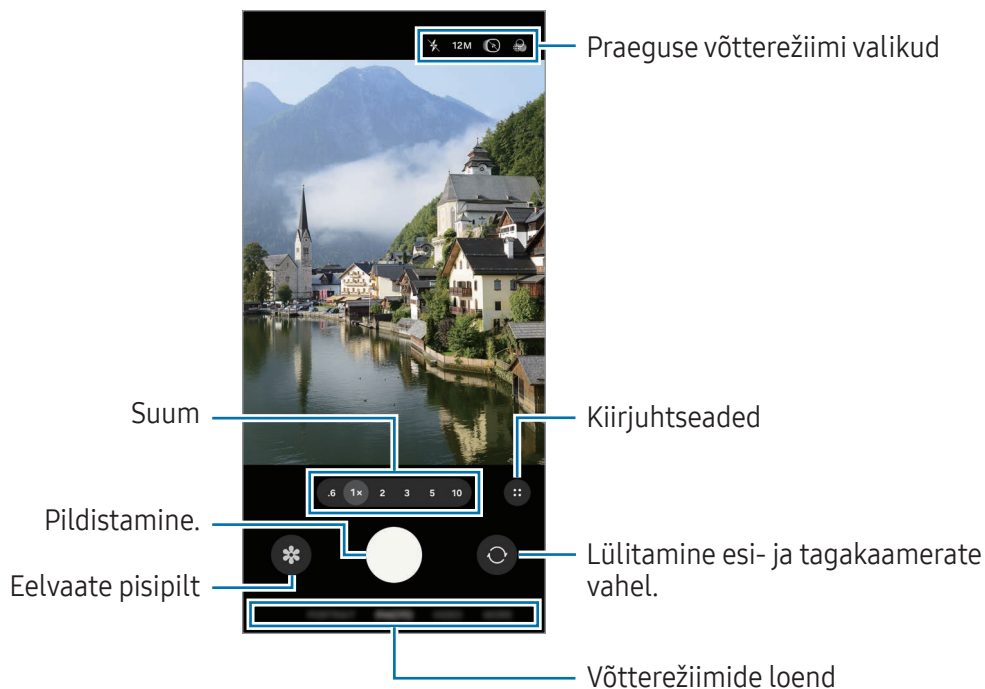 12M
Praeguse võtterežiimi valikud
Suum
Kiirjuhtseaded
.6 1× 2 3 5 10
Pildistamine.
Eelvaate pisipilt
Lülitamine esi- ja tagakaamerate
vahel.
Võtterežiimide loend